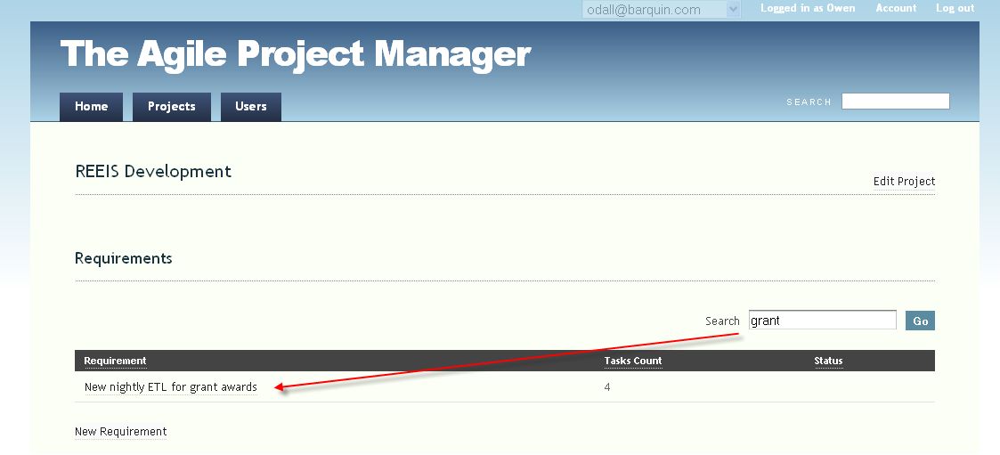 odall@barquin.com Logged in as Owen Account Log out
The Agile Project Manager
Home Projects Users SEARCH
REEIS Development
Edit Project
Requirements
Search grant Go
Requirement Tasks Count Status
New nightly ETL for grant awards 4
New Requirement